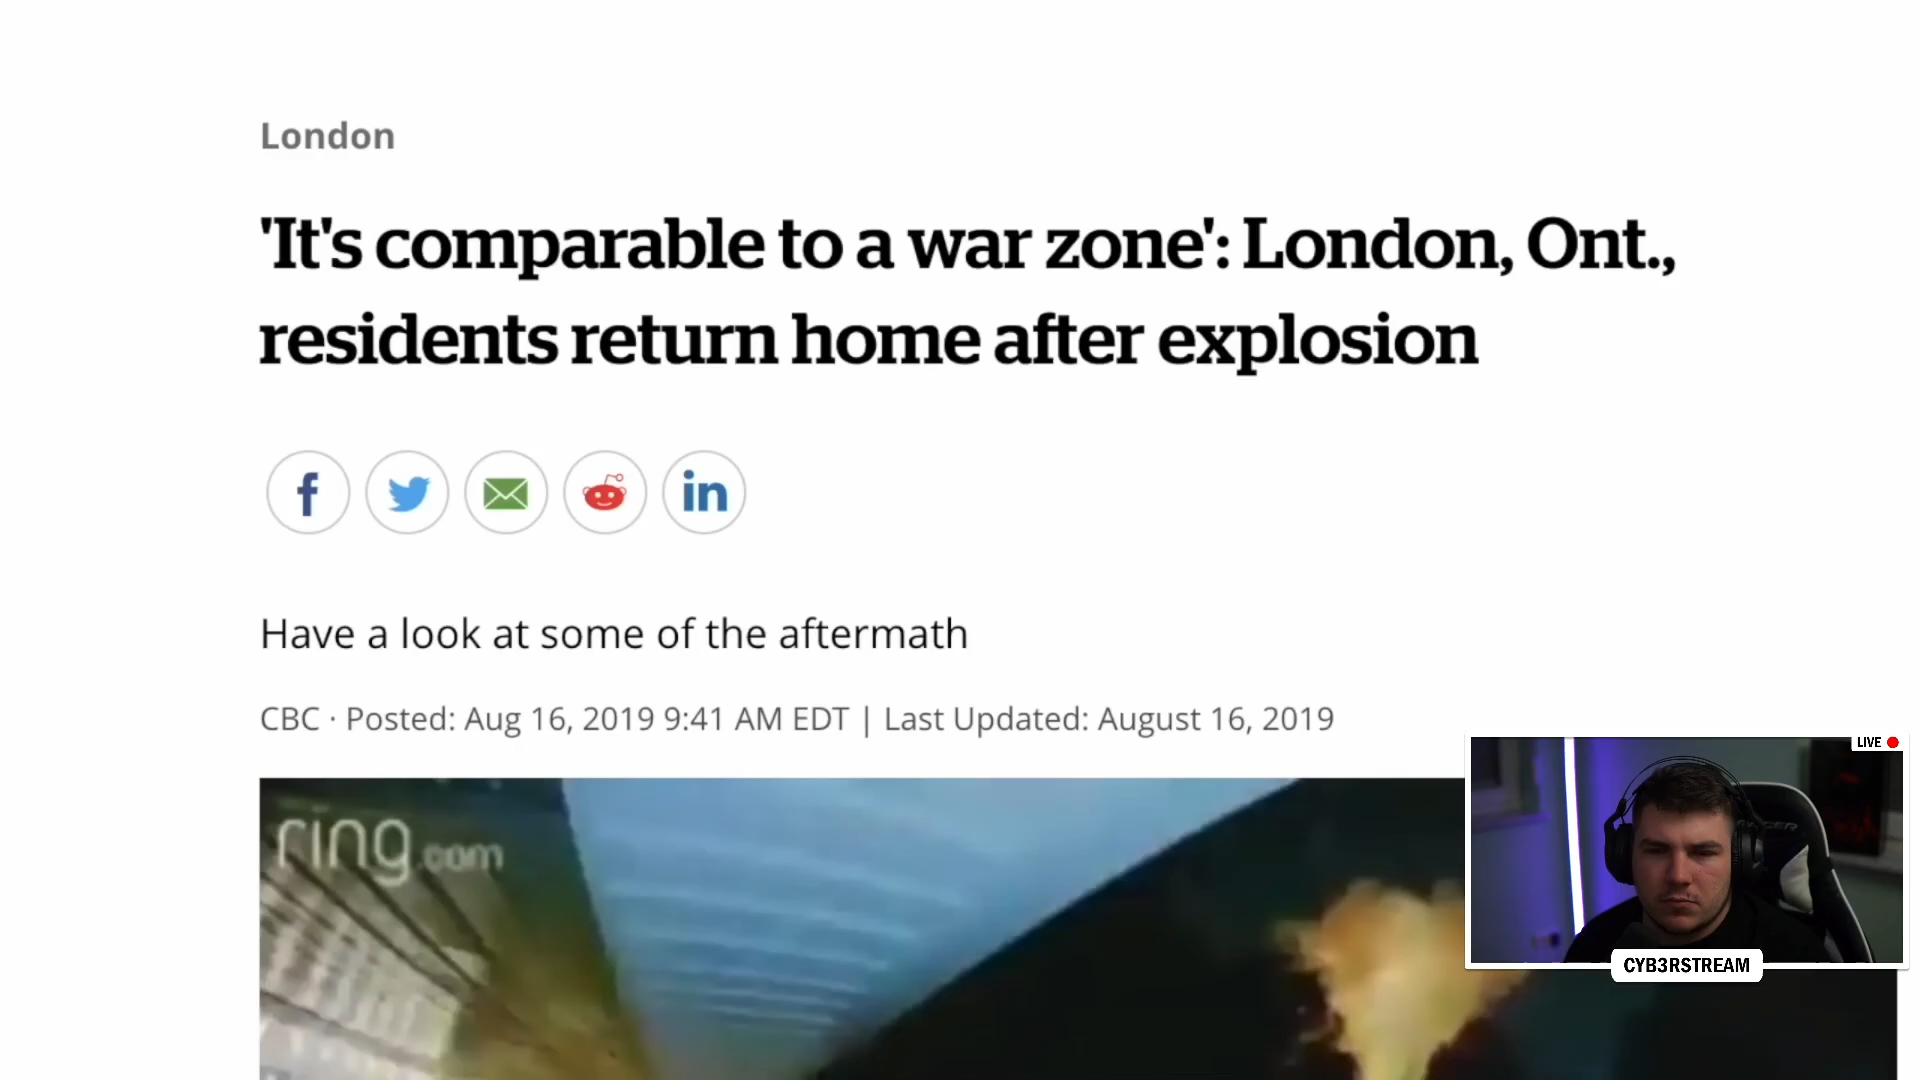 London
'It's comparable to a war zone': London, Ont.,
residents return home after explosion
f
in
Have a look at some of the aftermath
CBC · Posted: Aug 16, 2019 9:41 AM EDT | Last Updated: August 16, 2019
ring.com
LIVE
CYB3RSTREAM